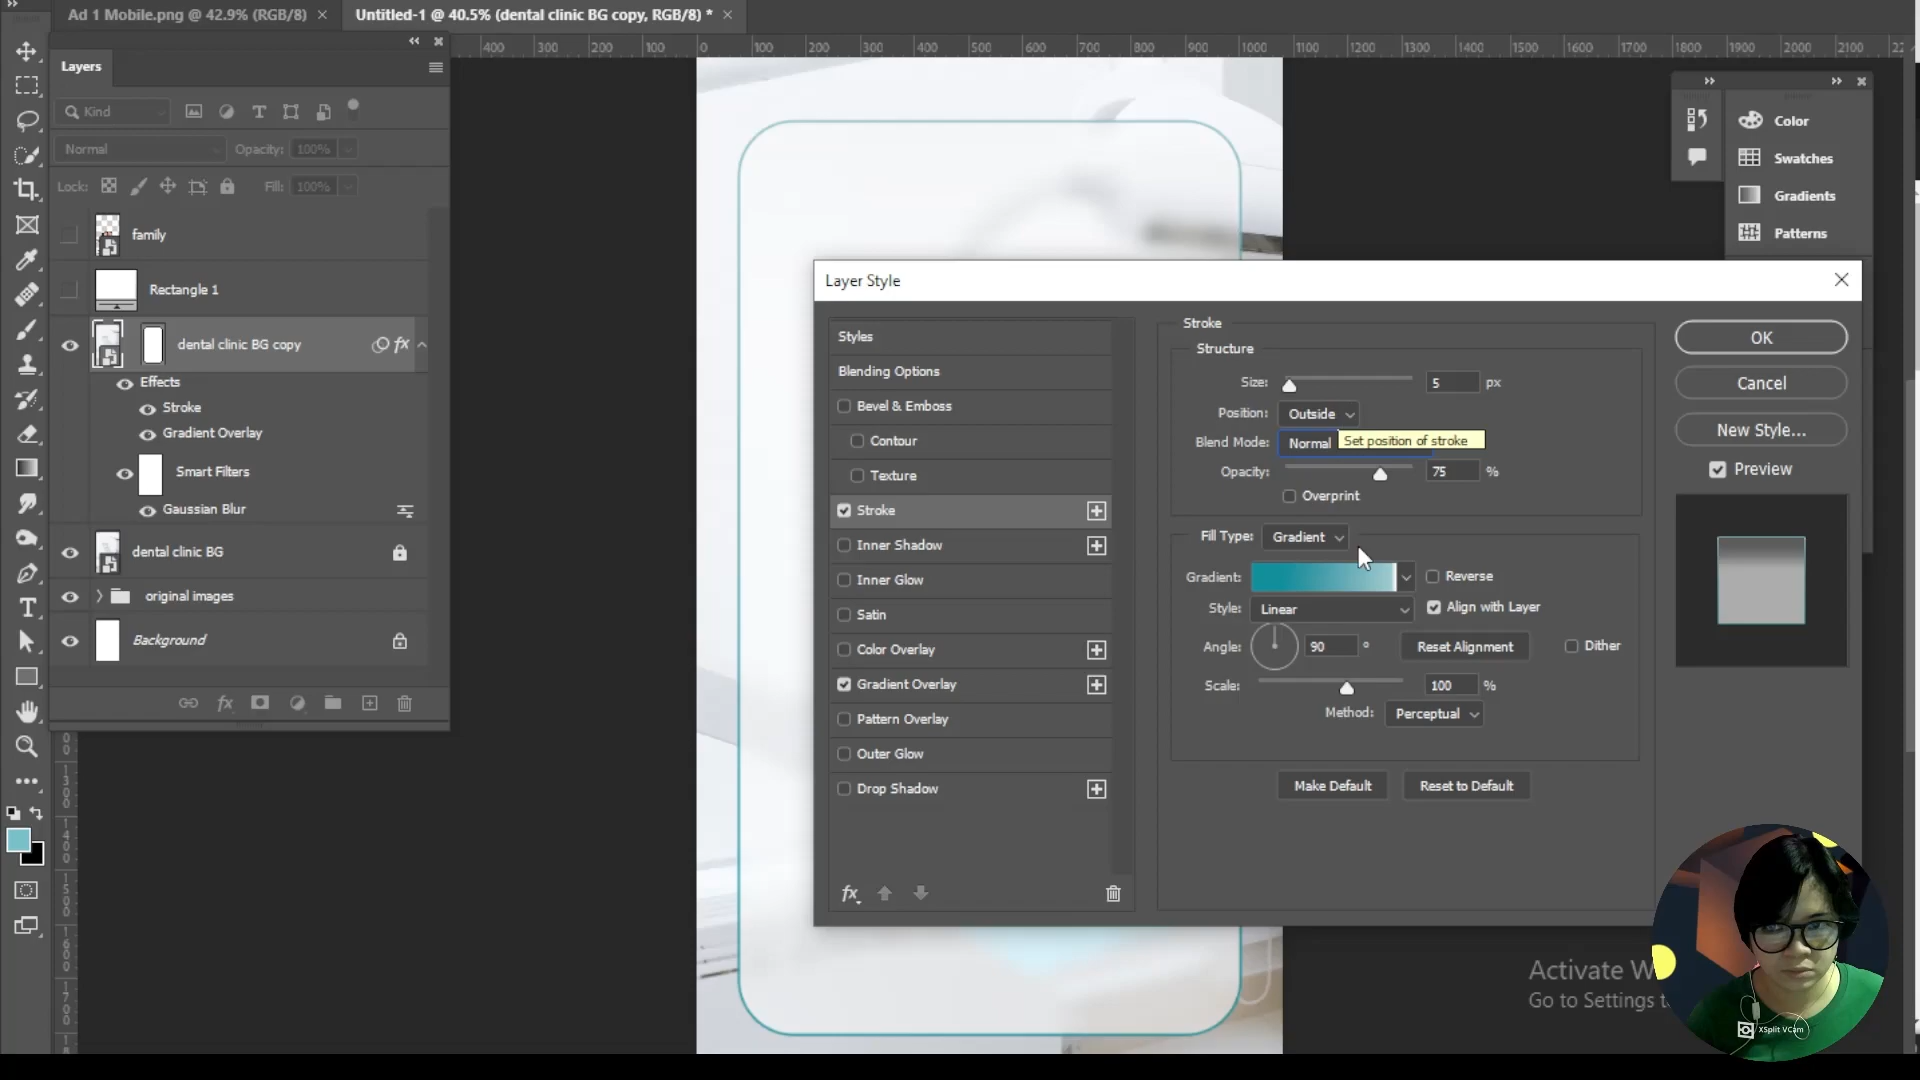 Ad 1 Mobile.png @ 42.9% (RGB/8)
Untitled-1 @ 40.5% (dental clinic BG copy, RGB/8) *
400 300 200 100 0 100 200 300 400 500 600 700 800 900 1000 1100 1200 1300 1400 1500 1600 1700 1800 1900 2000 2100
Layers
Kind
Normal
Opacity: 100%
Lock:
Fill: 100%
family
Rectangle 1
dental clinic BG copy
fx
Effects
Stroke
Gradient Overlay
Smart Filters
Gaussian Blur
dental clinic BG
original images
Background
fx
Color
Swatches
Gradients
Patterns
Layer Style
Styles
Blending Options
Bevel & Emboss
Contour
Texture
Stroke
Inner Shadow
Inner Glow
Satin
Color Overlay
Gradient Overlay
Pattern Overlay
Outer Glow
Drop Shadow
fx
Stroke
Structure
Size: 5 px
Position: Outside
Blend Mode: Normal
Set position of stroke
Opacity: 75 %
Overprint
Fill Type: Gradient
Gradient:
Reverse
Style: Linear
Align with Layer
Angle: 90 °
Reset Alignment
Dither
Scale: 100 %
Method: Perceptual
Make Default
Reset to Default
OK
Cancel
New Style...
Preview
Activate W
Go to Settings t
XSplit VCam